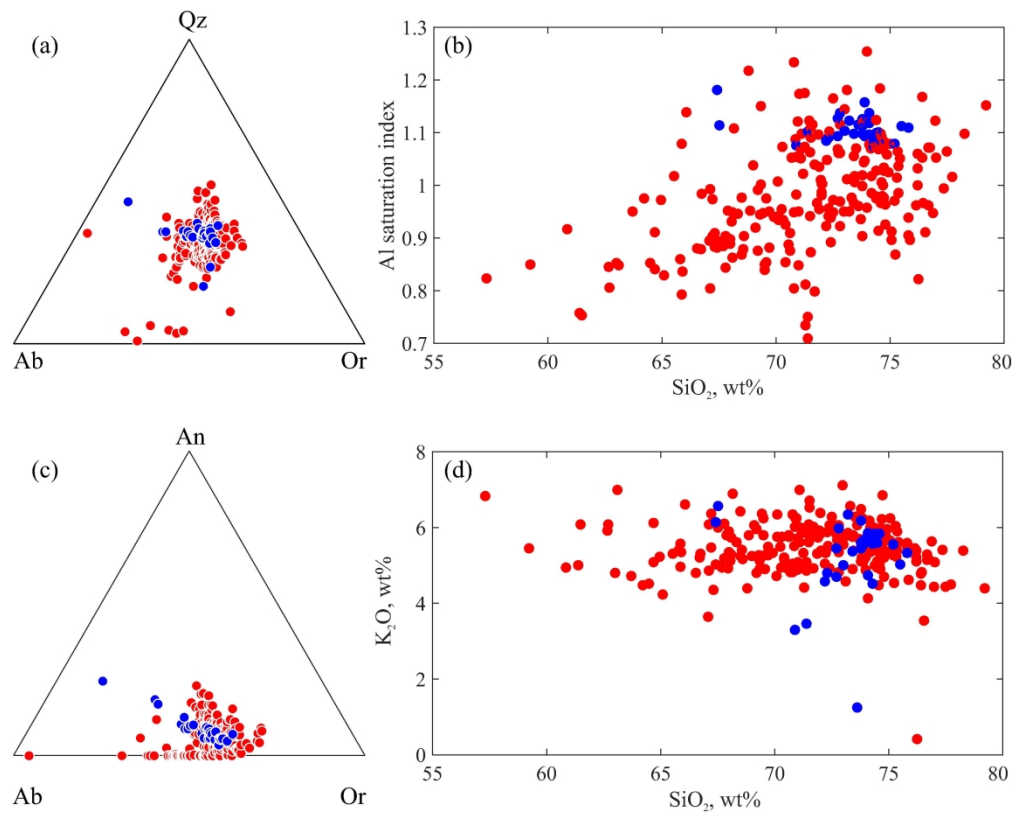 (a)
Qz
Ab
Or
(b)
Al saturation index
1.3
1.2
1.1
1
0.9
0.8
0.7
55
60
65
70
75
80
SiO₂, wt%
(c)
An
Ab
Or
(d)
K₂O, wt%
8
6
4
2
0
55
60
65
70
75
80
SiO₂, wt%